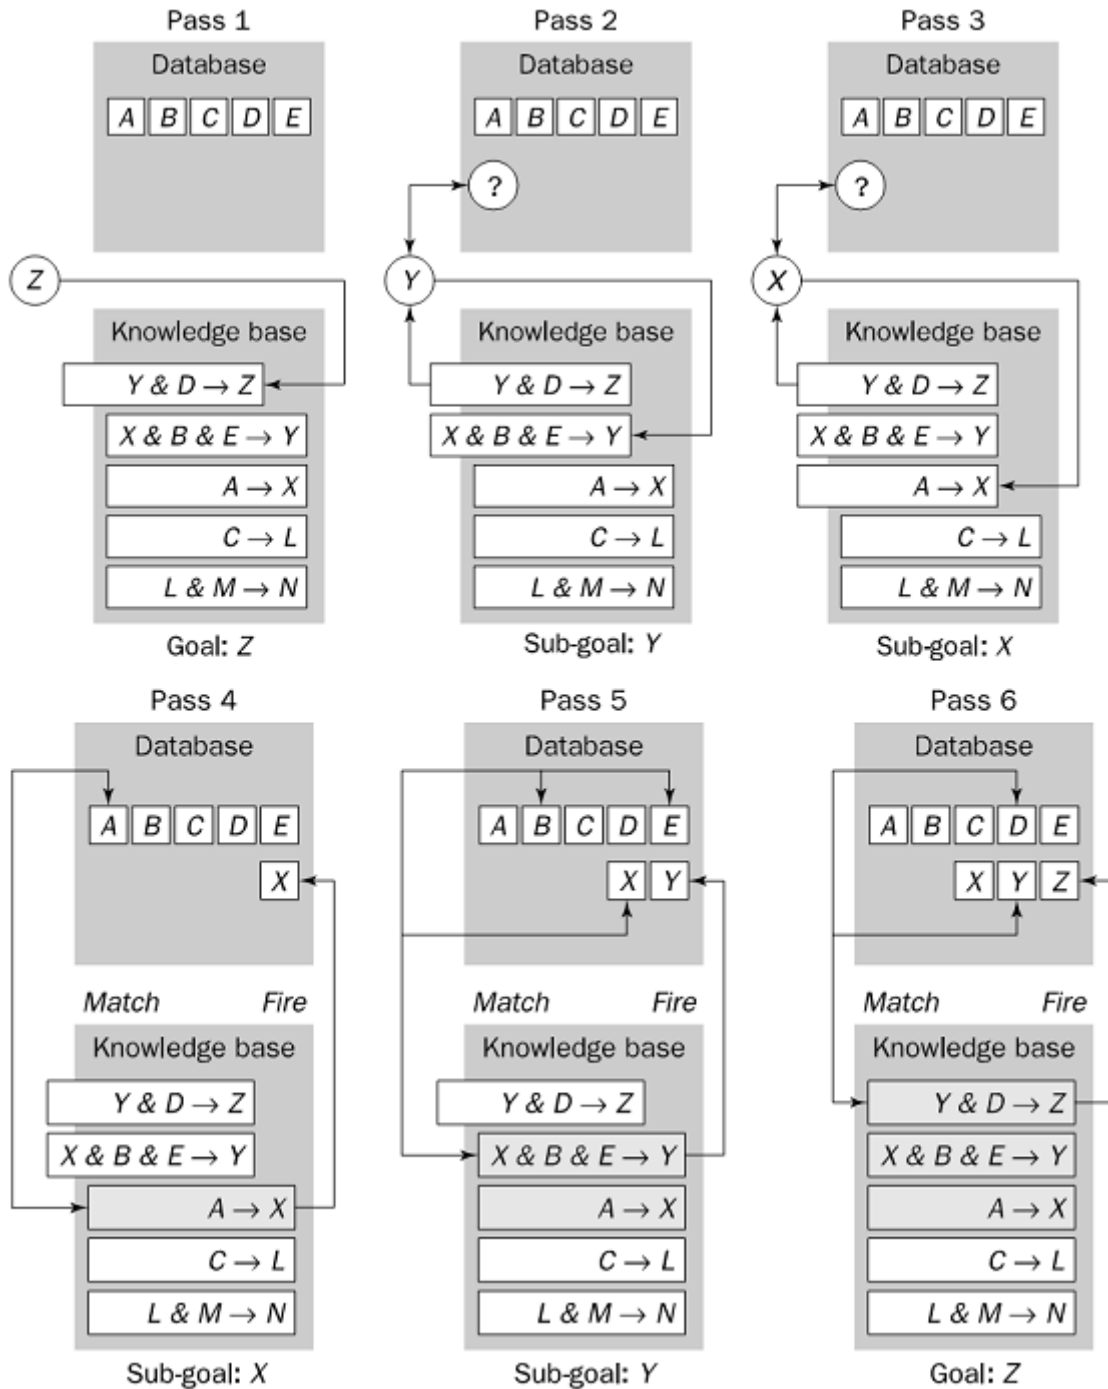 Pass 1
Database
A B C D E
Z
Knowledge base
Y & D → Z
X & B & E → Y
A → X
C → L
L & M → N
Goal: Z
Pass 2
Database
A B C D E
?
Y
Knowledge base
Y & D → Z
X & B & E → Y
A → X
C → L
L & M → N
Sub-goal: Y
Pass 3
Database
A B C D E
?
X
Knowledge base
Y & D → Z
X & B & E → Y
A → X
C → L
L & M → N
Sub-goal: X
Pass 4
Database
A B C D E
X
Match Fire
Knowledge base
Y & D → Z
X & B & E → Y
A → X
C → L
L & M → N
Sub-goal: X
Pass 5
Database
A B C D E
X Y
Match Fire
Knowledge base
Y & D → Z
X & B & E → Y
A → X
C → L
L & M → N
Sub-goal: Y
Pass 6
Database
A B C D E
X Y Z
Match Fire
Knowledge base
Y & D → Z
X & B & E → Y
A → X
C → L
L & M → N
Goal: Z